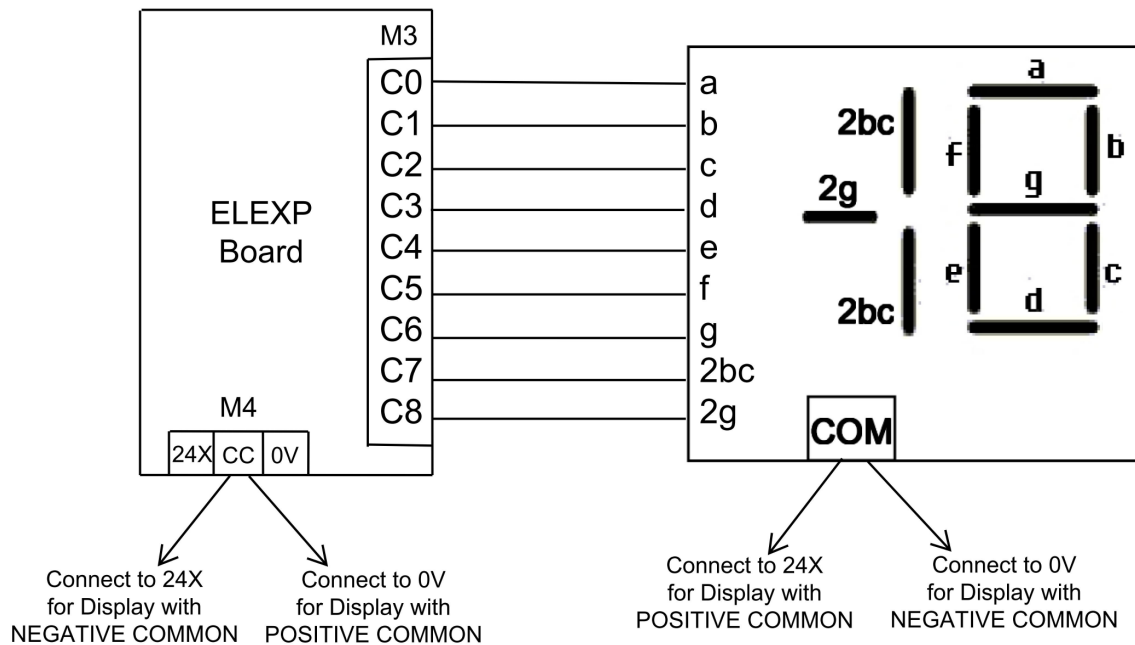 M3
C0
C1
C2
C3
C4
C5
C6
C7
C8
ELEXP
Board
M4
24X CC 0V
a
b
c
d
e
f
g
2bc
2g
a
2bc
f
b
g
2g
e
c
d
2bc
COM
Connect to 24X
for Display with
NEGATIVE COMMON
Connect to 0V
for Display with
POSITIVE COMMON
Connect to 24X
for Display with
POSITIVE COMMON
Connect to 0V
for Display with
NEGATIVE COMMON